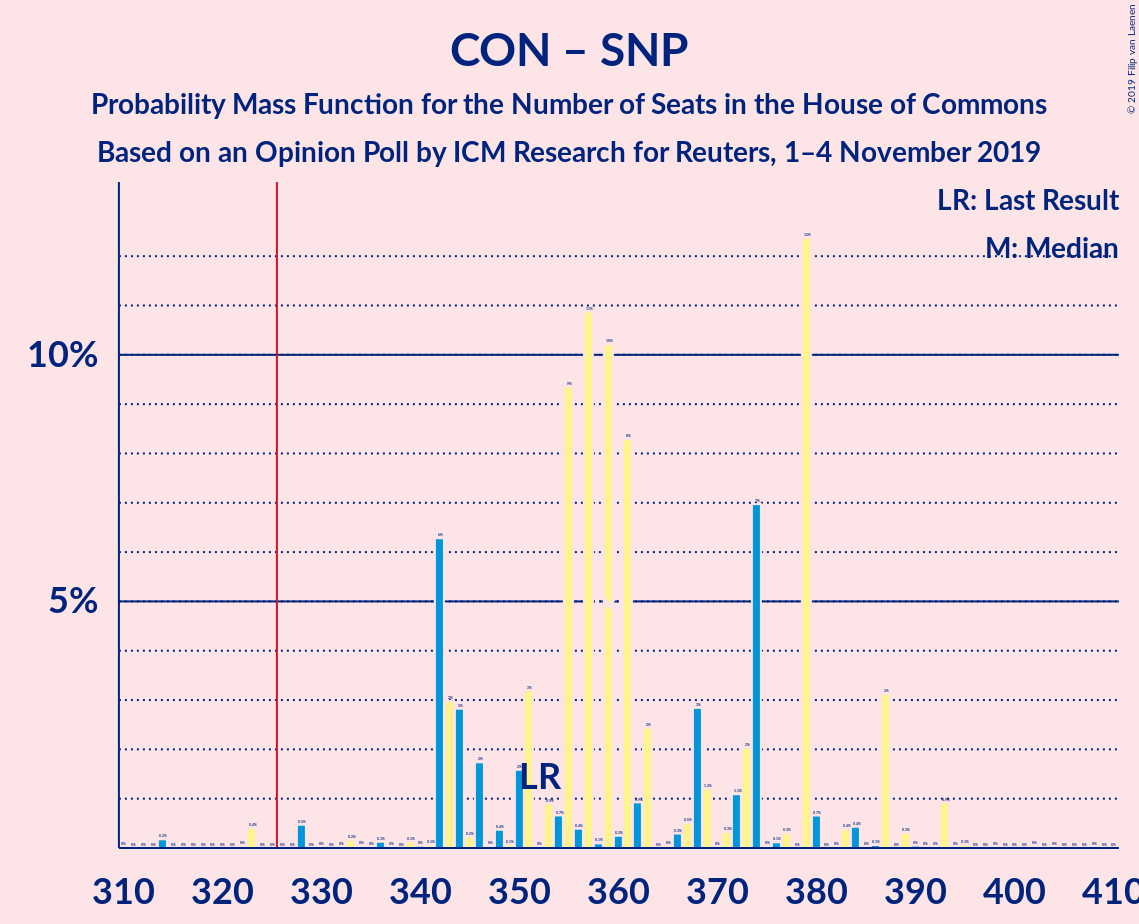 CON – SNP
Probability Mass Function for the Number of Seats in the House of Commons
Based on an Opinion Poll by ICM Research for Reuters, 1–4 November 2019
© 2019 Filip van Laenen
LR: Last Result
M: Median
10%
5%
LR
310 320 330 340 350 360 370 380 390 400 410